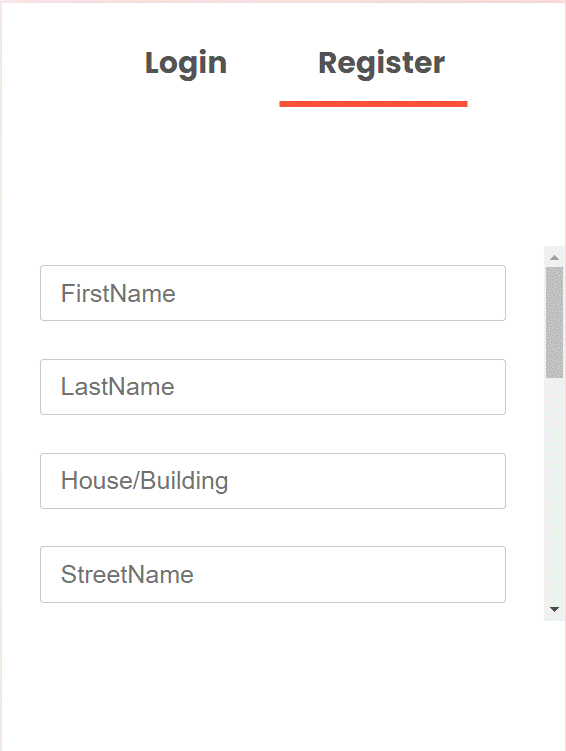 Login Register
FirstName
LastName
House/Building
StreetName